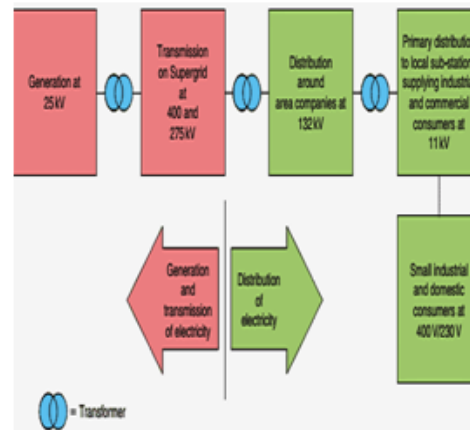 Generation at
25 kV
Transmission
on Supergrid
at
400 and
275 kV
Distribution
around
area companies at
132 kV
Primary distributio
to local sub-station
supplying industria
and commercial
consumers at
11 kV
Generation
and
transmission
of electricity
Distribution
of
electricity
Small industrial
and domestic
consumers at
400 V/230 V
= Transformer